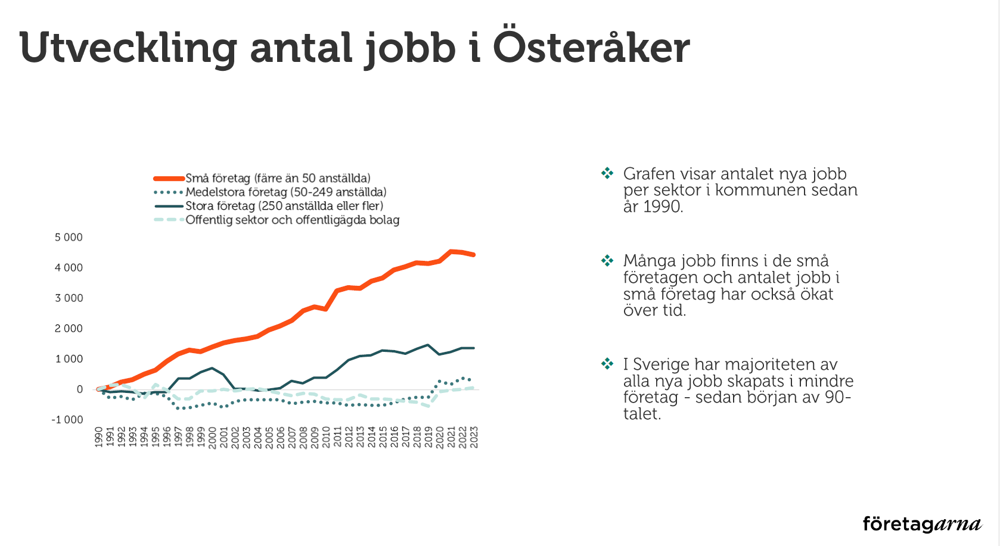 Utveckling antal jobb i Österåker
Små företag (färre än 50 anställda)
Medelstora företag (50-249 anställda)
Stora företag (250 anställda eller fler)
Offentlig sektor och offentligägda bolag
5 000
4 000
3 000
2 000
1 000
0
-1 000
1990
1991
1992
1993
1994
1995
1996
1997
1998
1999
2000
2001
2002
2003
2004
2005
2006
2007
2008
2009
2010
2011
2012
2013
2014
2015
2016
2017
2018
2019
2020
2021
2022
2023
Grafen visar antalet nya jobb
per sektor i kommunen sedan
år 1990.
Många jobb finns i de små
företagen och antalet jobb i
små företag har också ökat
över tid.
I Sverige har majoriteten av
alla nya jobb skapats i mindre
företag - sedan början av 90-
talet.
företagarna